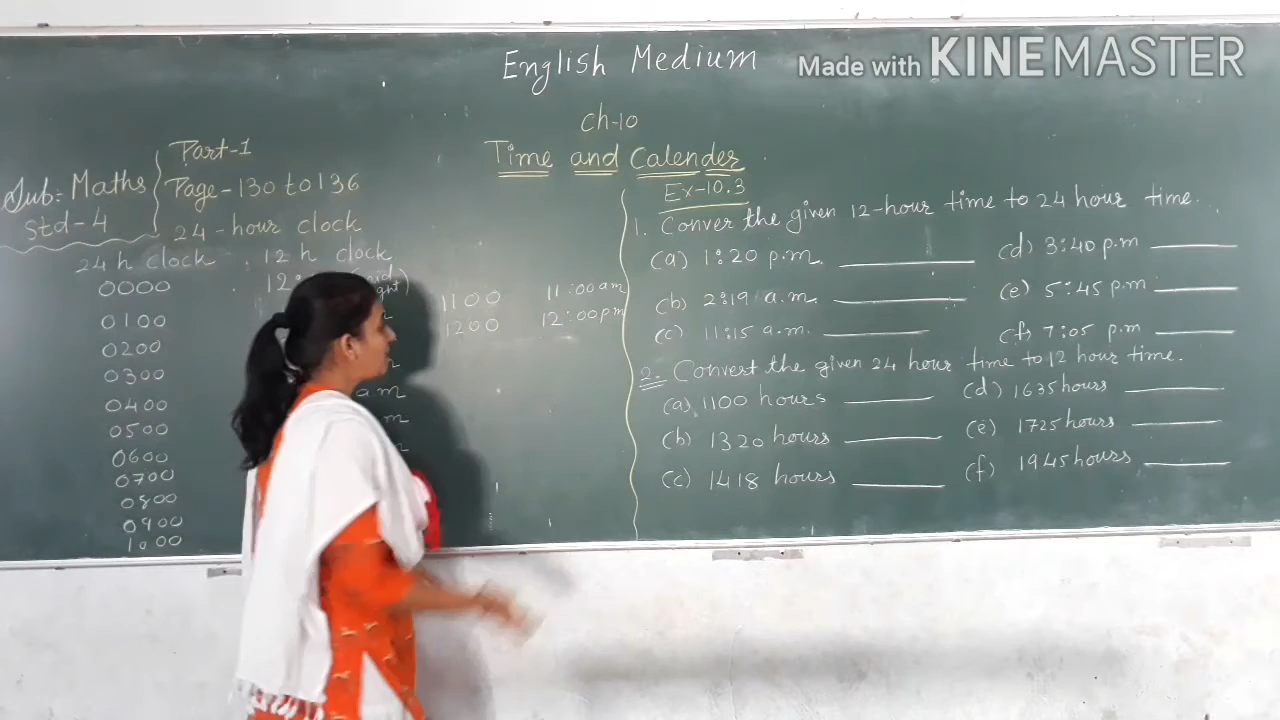 English Medium
Made with KINEMASTER
Ch-10
Time and Calender
Sub: Maths
Std-4
Part-1
Page-130 to 136
24-hour clock
24 h clock : 12 h clock
0000
0100
0200
0300
0400
am
0500
0600
0700
0800
0900
1000
1100 11:00 am
1200 12:00 pm
Ex-10.3
1. Conver the given 12-hour time to 24 hour time.
(a) 1:20 p.m.
(b) 2:19 a.m.
(c) 11:15 a.m.
(d) 3:40 p.m
(e) 5:45 p.m
(f) 7:05 p.m
2. Convert the given 24 hour time to 12 hour time.
(a) 1100 hours
(b) 1320 hours
(c) 1418 hours
(d) 1635 hours
(e) 1725 hours
(f) 1945 hours